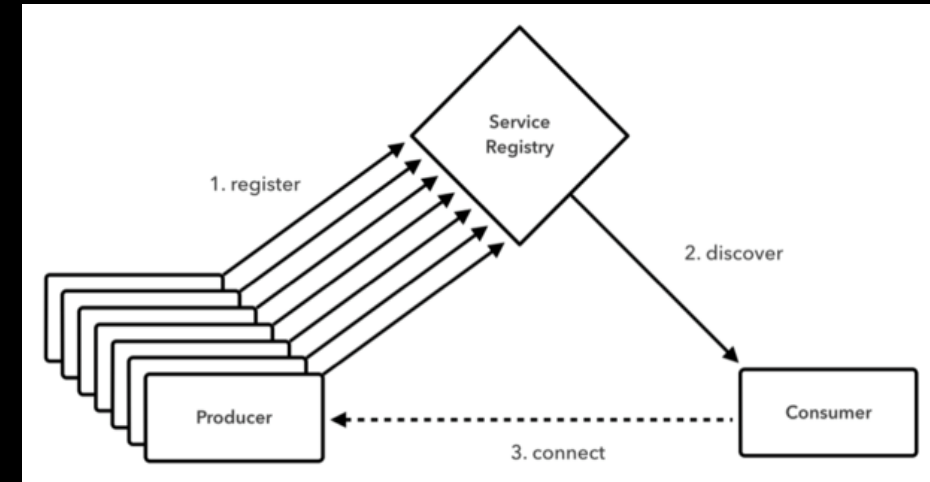 Service
Registry
1. register
2. discover
Producer
Consumer
3. connect